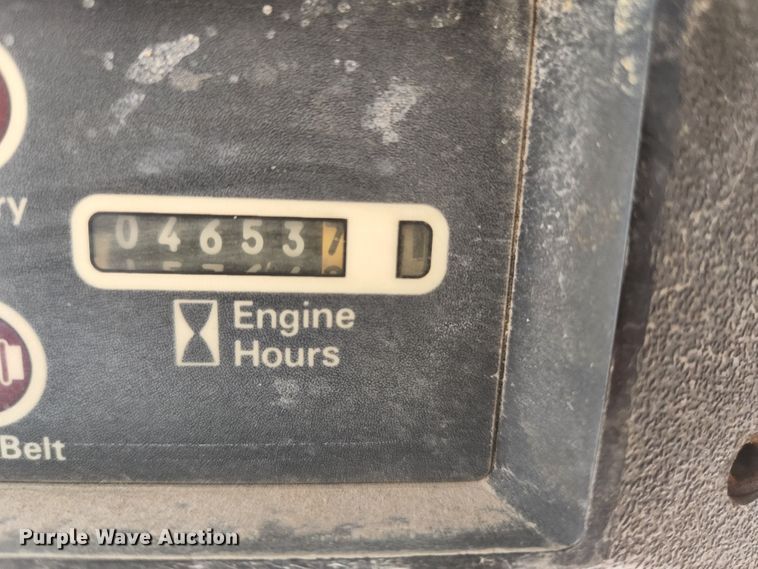 ry
04653
Engine
Hours
Belt
Purple Wave Auction